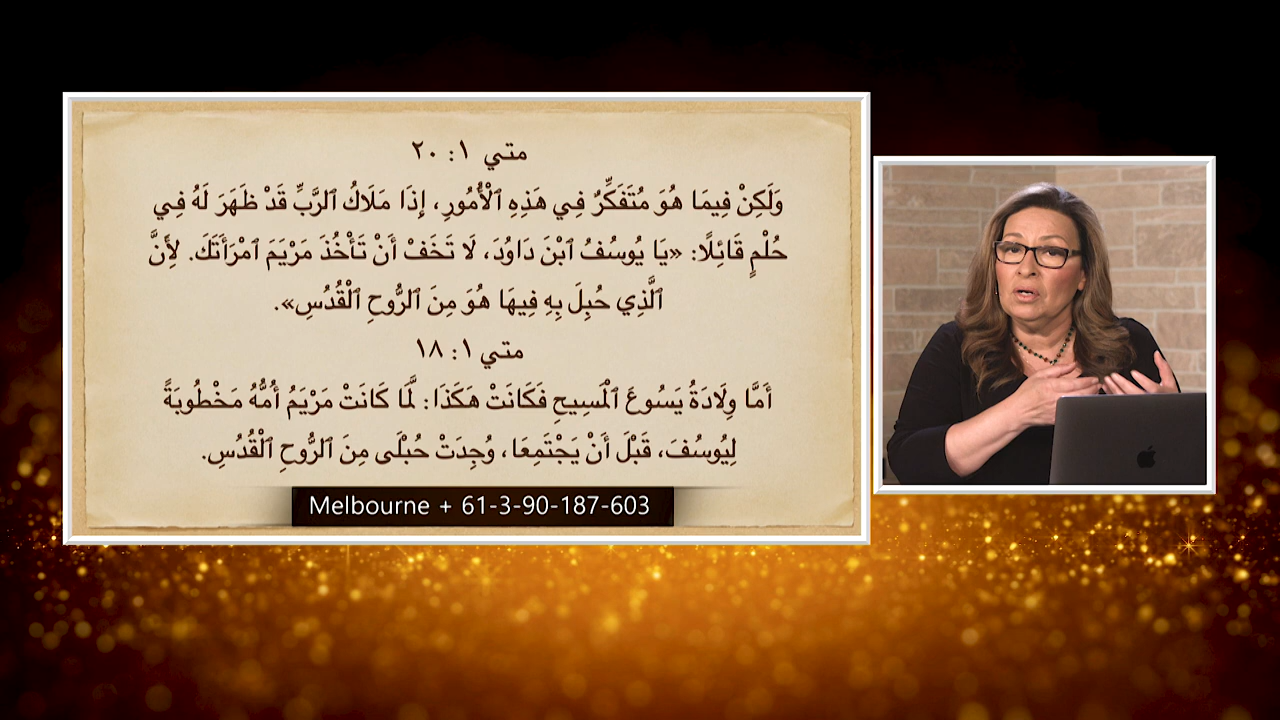 متي ١: ٢٠
وَلَكِنْ فِيمَا هُوَ مُتَفَكِّرٌ فِي هَذِهِ ٱلْأُمُورِ، إِذَا مَلَاكُ ٱلرَّبِّ قَدْ ظَهَرَ لَهُ فِي
حُلْمٍ قَائِلًا: «يَا يُوسُفُ ٱبْنَ دَاوُدَ، لَا تَخَفْ أَنْ تَأْخُذَ مَرْيَمَ ٱمْرَأَتَكَ. لِأَنَّ
ٱلَّذِي حُبِلَ بِهِ فِيهَا هُوَ مِنَ ٱلرُّوحِ ٱلْقُدُسِ».
متي ١: ١٨
أَمَّا وِلَادَةُ يَسُوعَ ٱلْمَسِيحِ فَكَانَتْ هَكَذَا: لَمَّا كَانَتْ مَرْيَمُ أُمُّهُ مَخْطُوبَةً
لِيُوسُفَ، قَبْلَ أَنْ يَجْتَمِعَا، وُجِدَتْ حُبْلَى مِنَ ٱلرُّوحِ ٱلْقُدُسِ.
Melbourne + 61-3-90-187-603